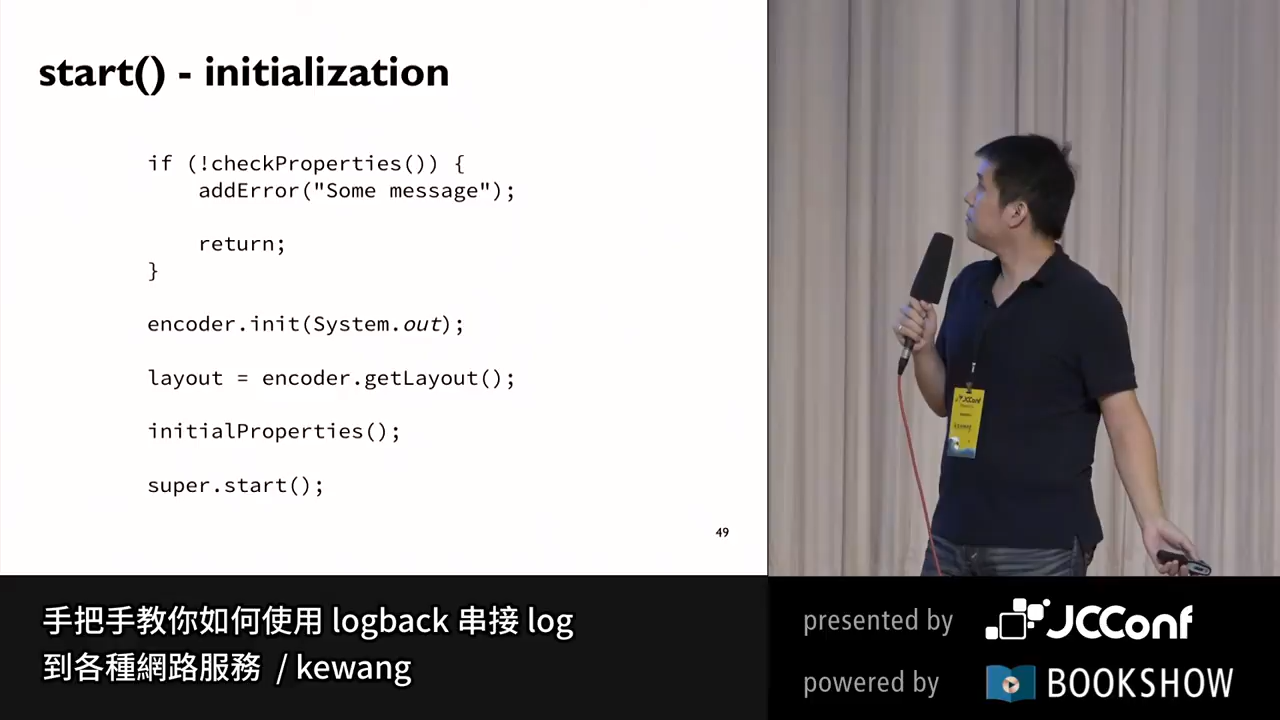 start() - initialization
if (!checkProperties()) {
addError("Some message");
return;
}
encoder.init(System.out);
layout = encoder.getLayout();
initialProperties();
super.start();
49
JCConf
手把手教你如何使用 logback 串接 log
到各種網路服務 / kewang
presented by JCConf
powered by BOOKSHOW